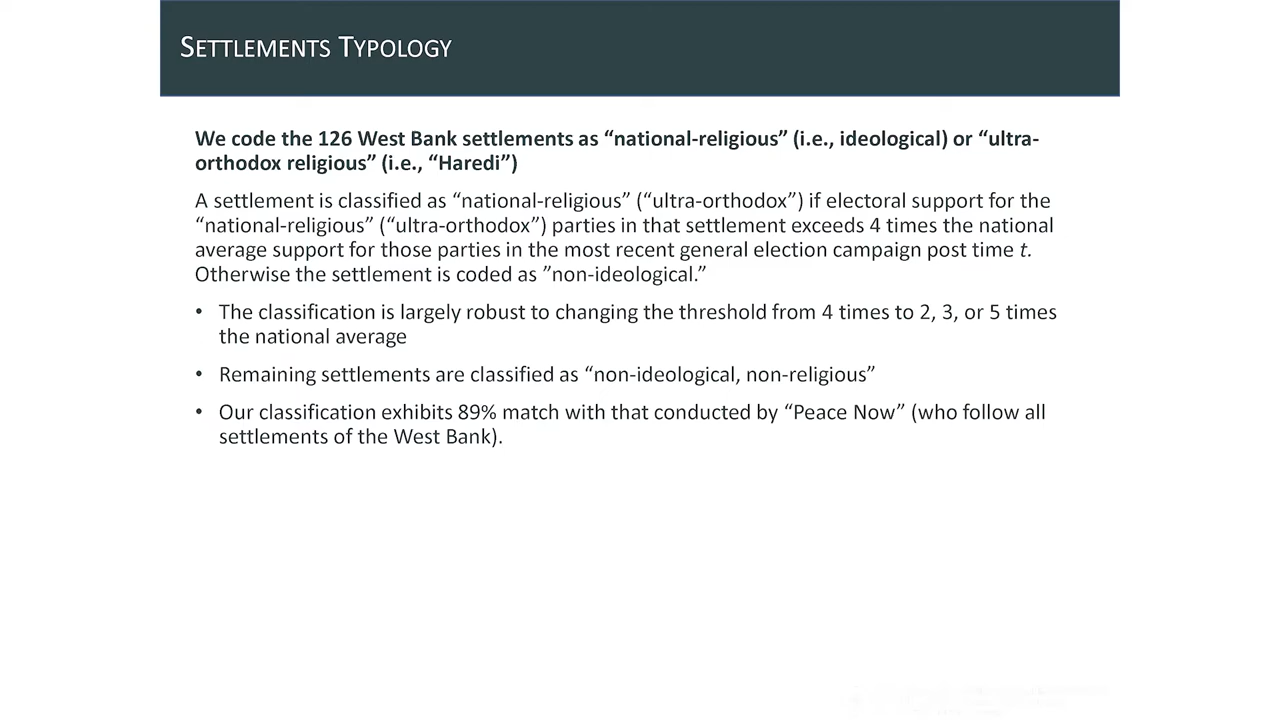 SETTLEMENTS TYPOLOGY
We code the 126 West Bank settlements as “national-religious” (i.e., ideological) or “ultra-
orthodox religious” (i.e., “Haredi”)
A settlement is classified as “national-religious” (“ultra-orthodox”) if electoral support for the
“national-religious” (“ultra-orthodox”) parties in that settlement exceeds 4 times the national
average support for those parties in the most recent general election campaign post time t.
Otherwise the settlement is coded as ”non-ideological.”
• The classification is largely robust to changing the threshold from 4 times to 2, 3, or 5 times
the national average
• Remaining settlements are classified as “non-ideological, non-religious”
• Our classification exhibits 89% match with that conducted by “Peace Now” (who follow all
settlements of the West Bank).